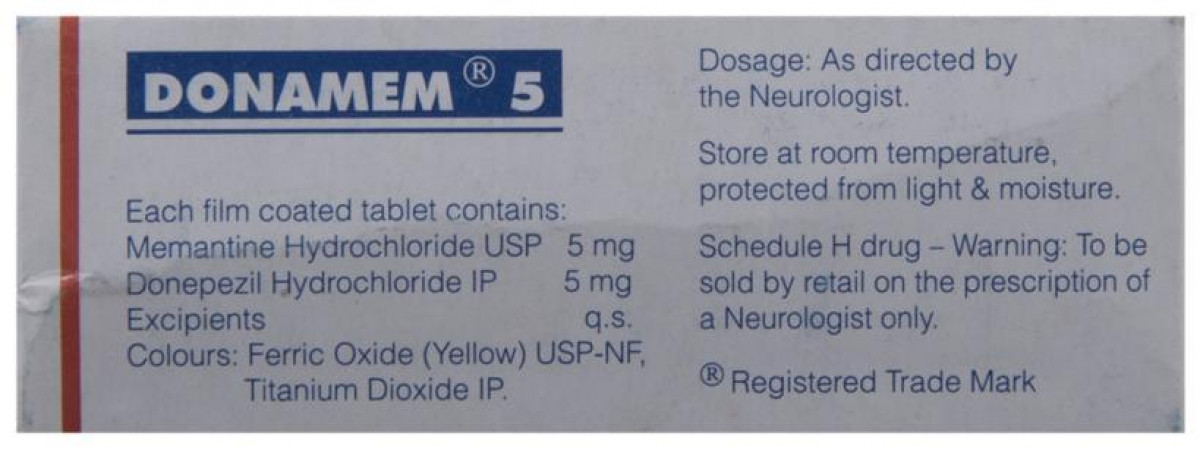 DONAMEM® 5
Each film coated tablet contains:
Memantine Hydrochloride USP 5 mg
Donepezil Hydrochloride IP 5 mg
Excipients q.s.
Colours: Ferric Oxide (Yellow) USP-NF,
Titanium Dioxide IP.
Dosage: As directed by
the Neurologist.
Store at room temperature,
protected from light & moisture.
Schedule H drug – Warning: To be
sold by retail on the prescription of
a Neurologist only.
® Registered Trade Mark